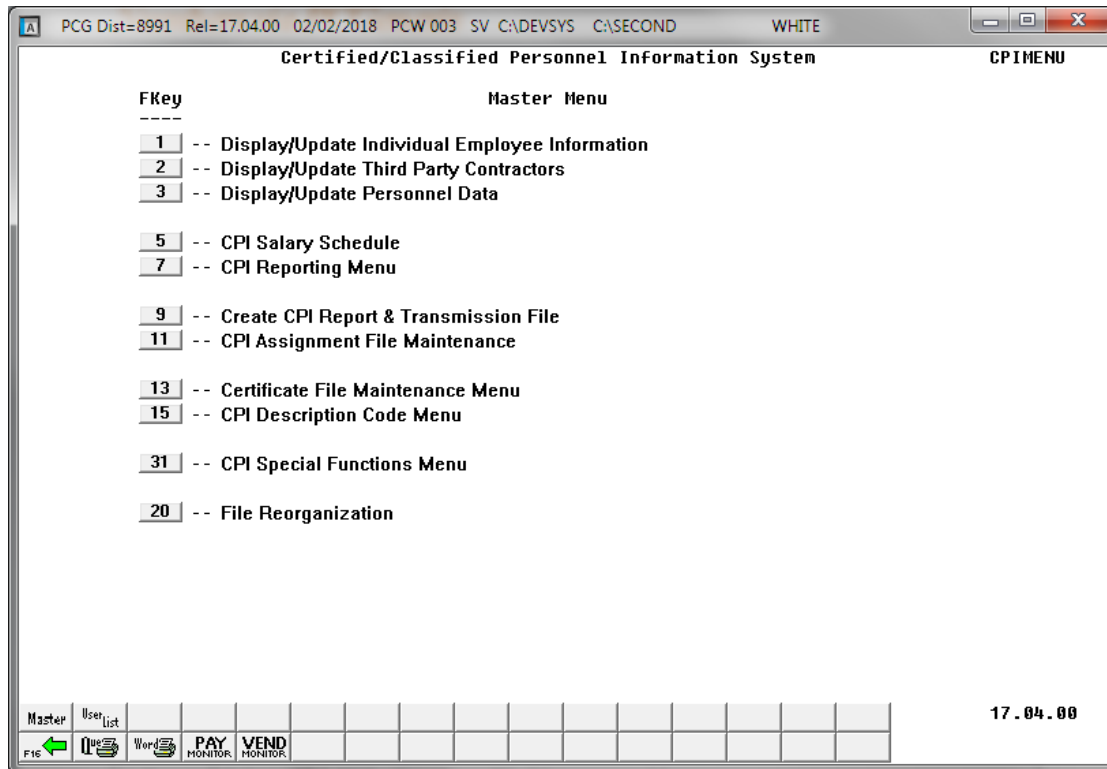 A PCG Dist=8991 Rel=17.04.00 02/02/2018 PCW 003 SV C:\DEVSYS C:\SECOND WHITE
Certified/Classified Personnel Information System CPIMENU
FKey Master Menu
----
1 -- Display/Update Individual Employee Information
2 -- Display/Update Third Party Contractors
3 -- Display/Update Personnel Data
5 -- CPI Salary Schedule
7 -- CPI Reporting Menu
9 -- Create CPI Report & Transmission File
11 -- CPI Assignment File Maintenance
13 -- Certificate File Maintenance Menu
15 -- CPI Description Code Menu
31 -- CPI Special Functions Menu
20 -- File Reorganization
Master User List 17.04.00
F16 Que Word PAY MONITOR VEND MONITOR